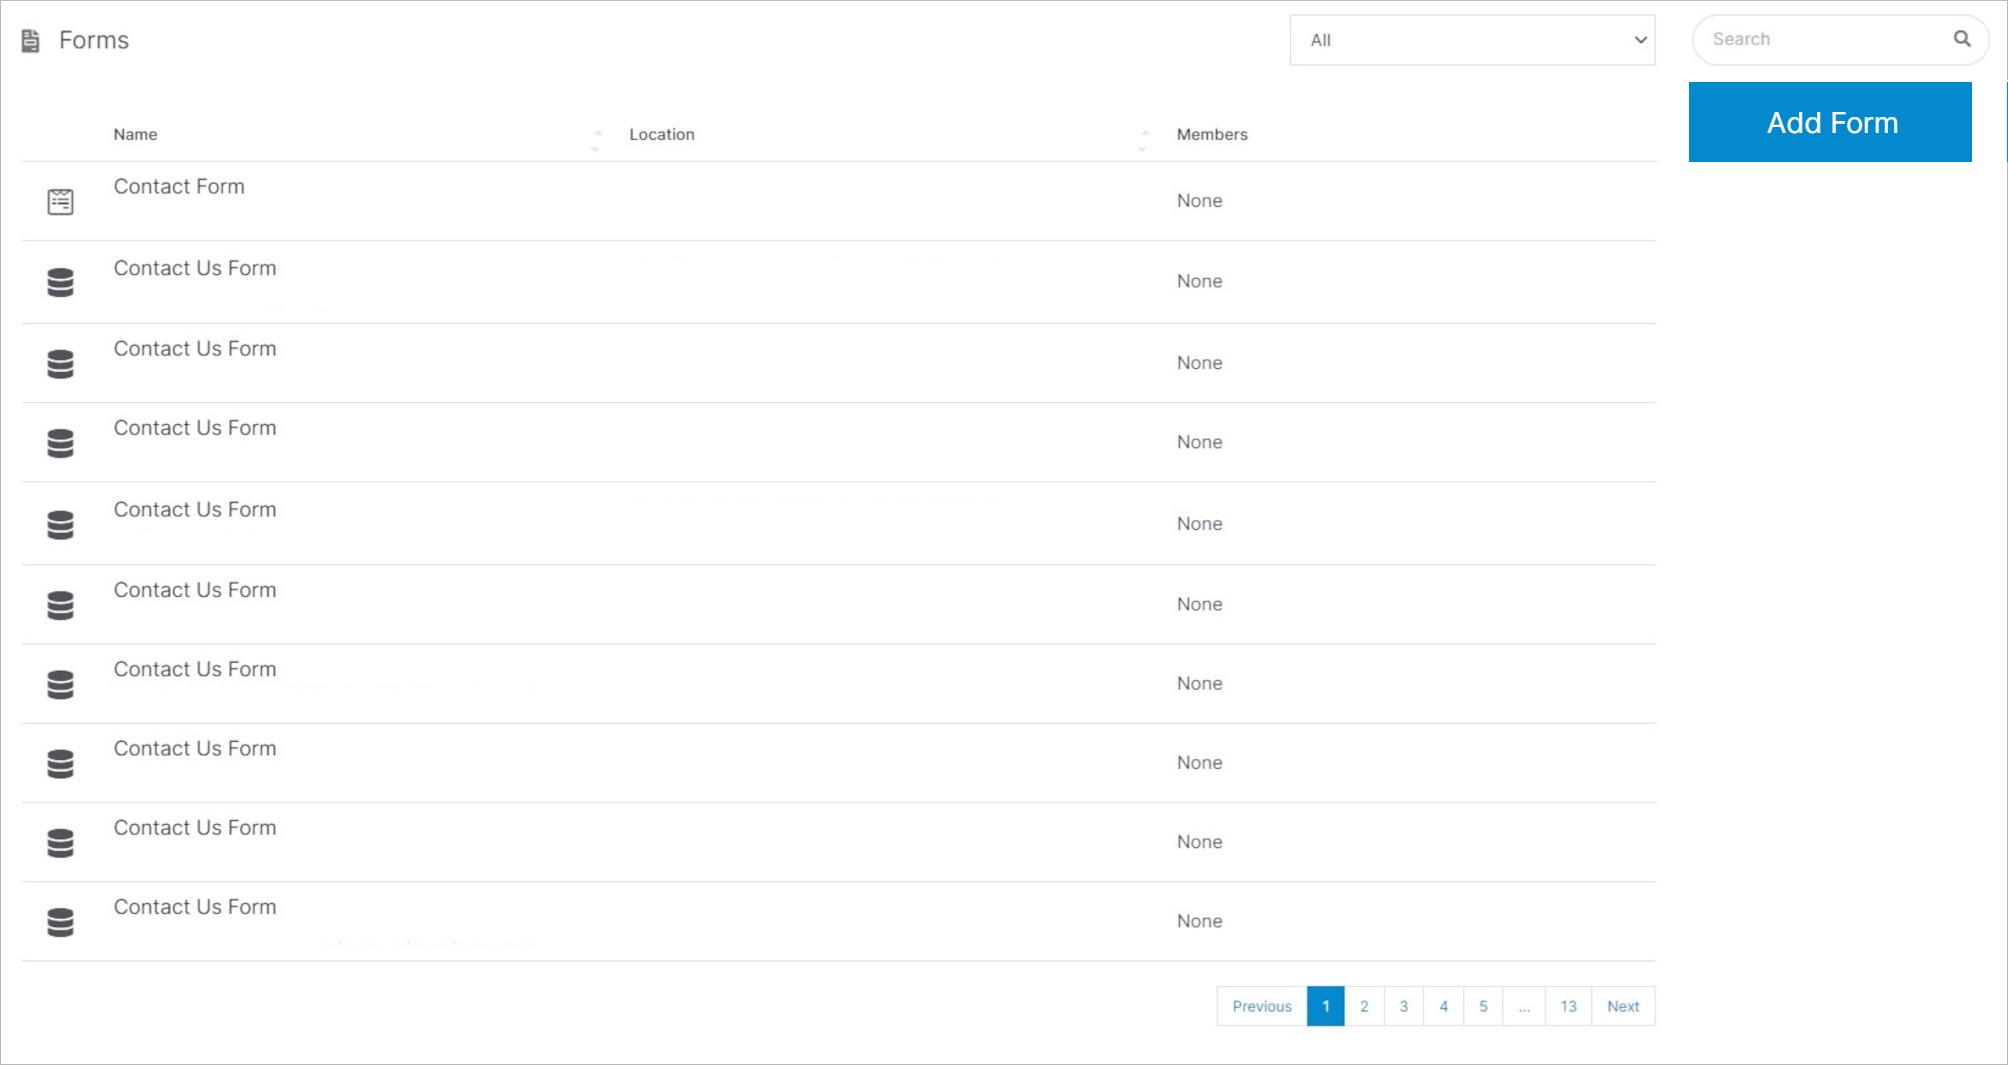 Forms
All
Search
Add Form
Name Location Members
Contact Form
None
Contact Us Form
None
Contact Us Form
None
Contact Us Form
None
Contact Us Form
None
Contact Us Form
None
Contact Us Form
None
Contact Us Form
None
Contact Us Form
None
Contact Us Form
None
Previous 1 2 3 4 5 ... 13 Next